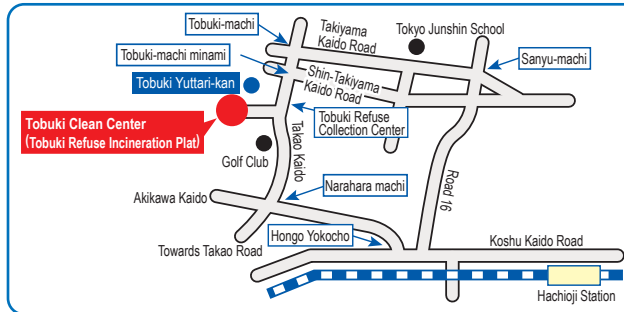 Tobuki-machi
Takiyama
Kaido Road
Tokyo Junshin School
Sanyu-machi
Tobuki-machi minami
Shin-Takiyama
Kaido Road
Tobuki Yuttari-kan
Tobuki Clean Center
(Tobuki Refuse Incineration Plat)
Tobuki Refuse
Collection Center
Golf Club
Takao Kaido
Akikawa Kaido
Narahara machi
Road 16
Towards Takao Road
Hongo Yokocho
Koshu Kaido Road
Hachioji Station